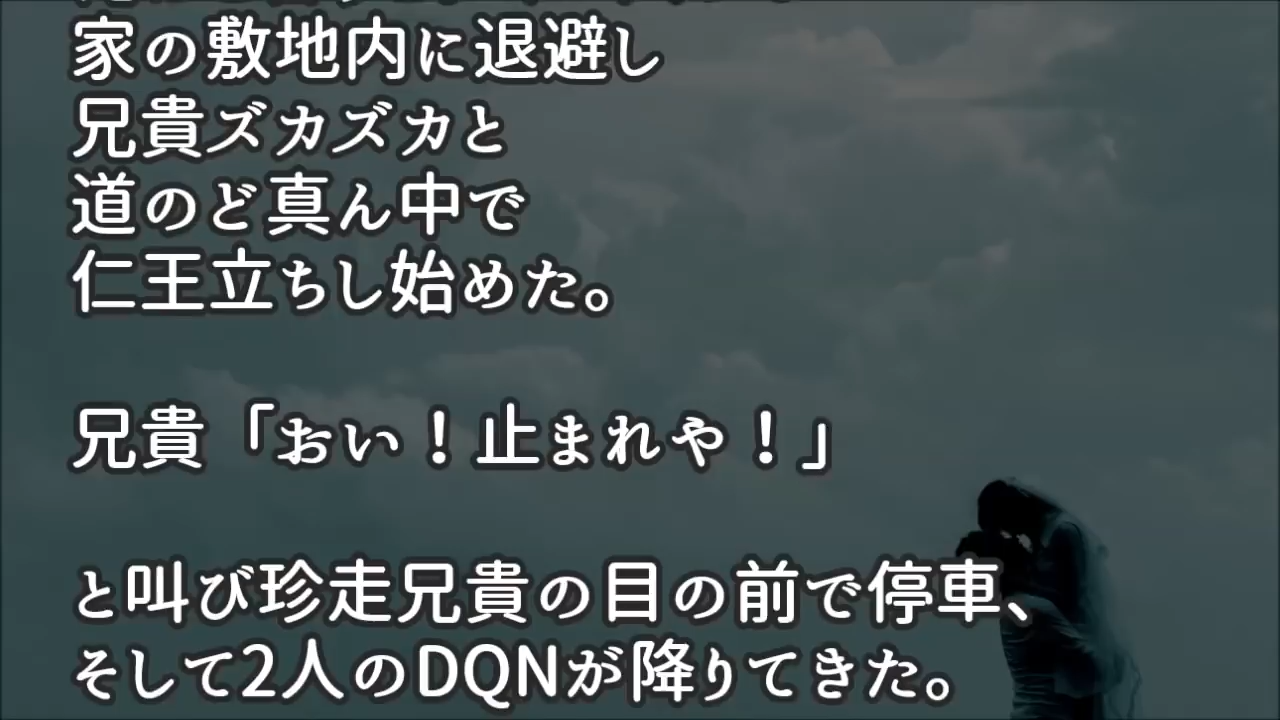 家の敷地内に退避し
兄貴ズカズカと
道のど真ん中で
仁王立ちし始めた。
兄貴「おい！止まれや！」
と叫び珍走兄貴の目の前で停車、
そして2人のDQNが降りてきた。